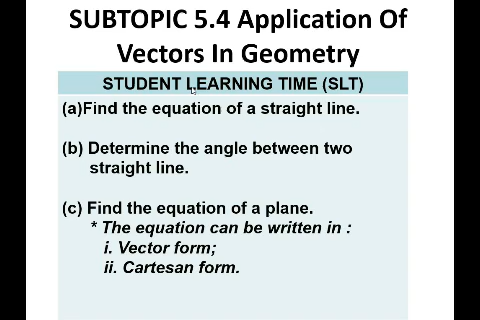 SUBTOPIC 5.4 Application Of
Vectors In Geometry
STUDENT LEARNING TIME (SLT)
(a)Find the equation of a straight line.
(b) Determine the angle between two
straight line.
(c) Find the equation of a plane.
* The equation can be written in :
i. Vector form;
ii. Cartesan form.